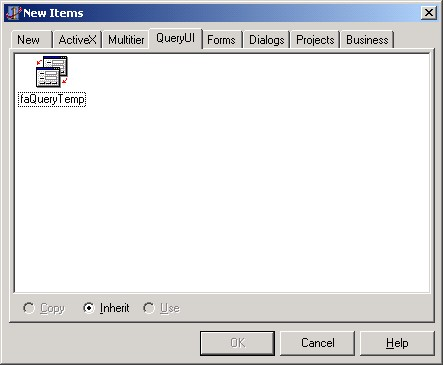 New Items
New ActiveX Multitier QueryUI Forms Dialogs Projects Business
faQueryTemp
Copy Inherit Use
OK Cancel Help